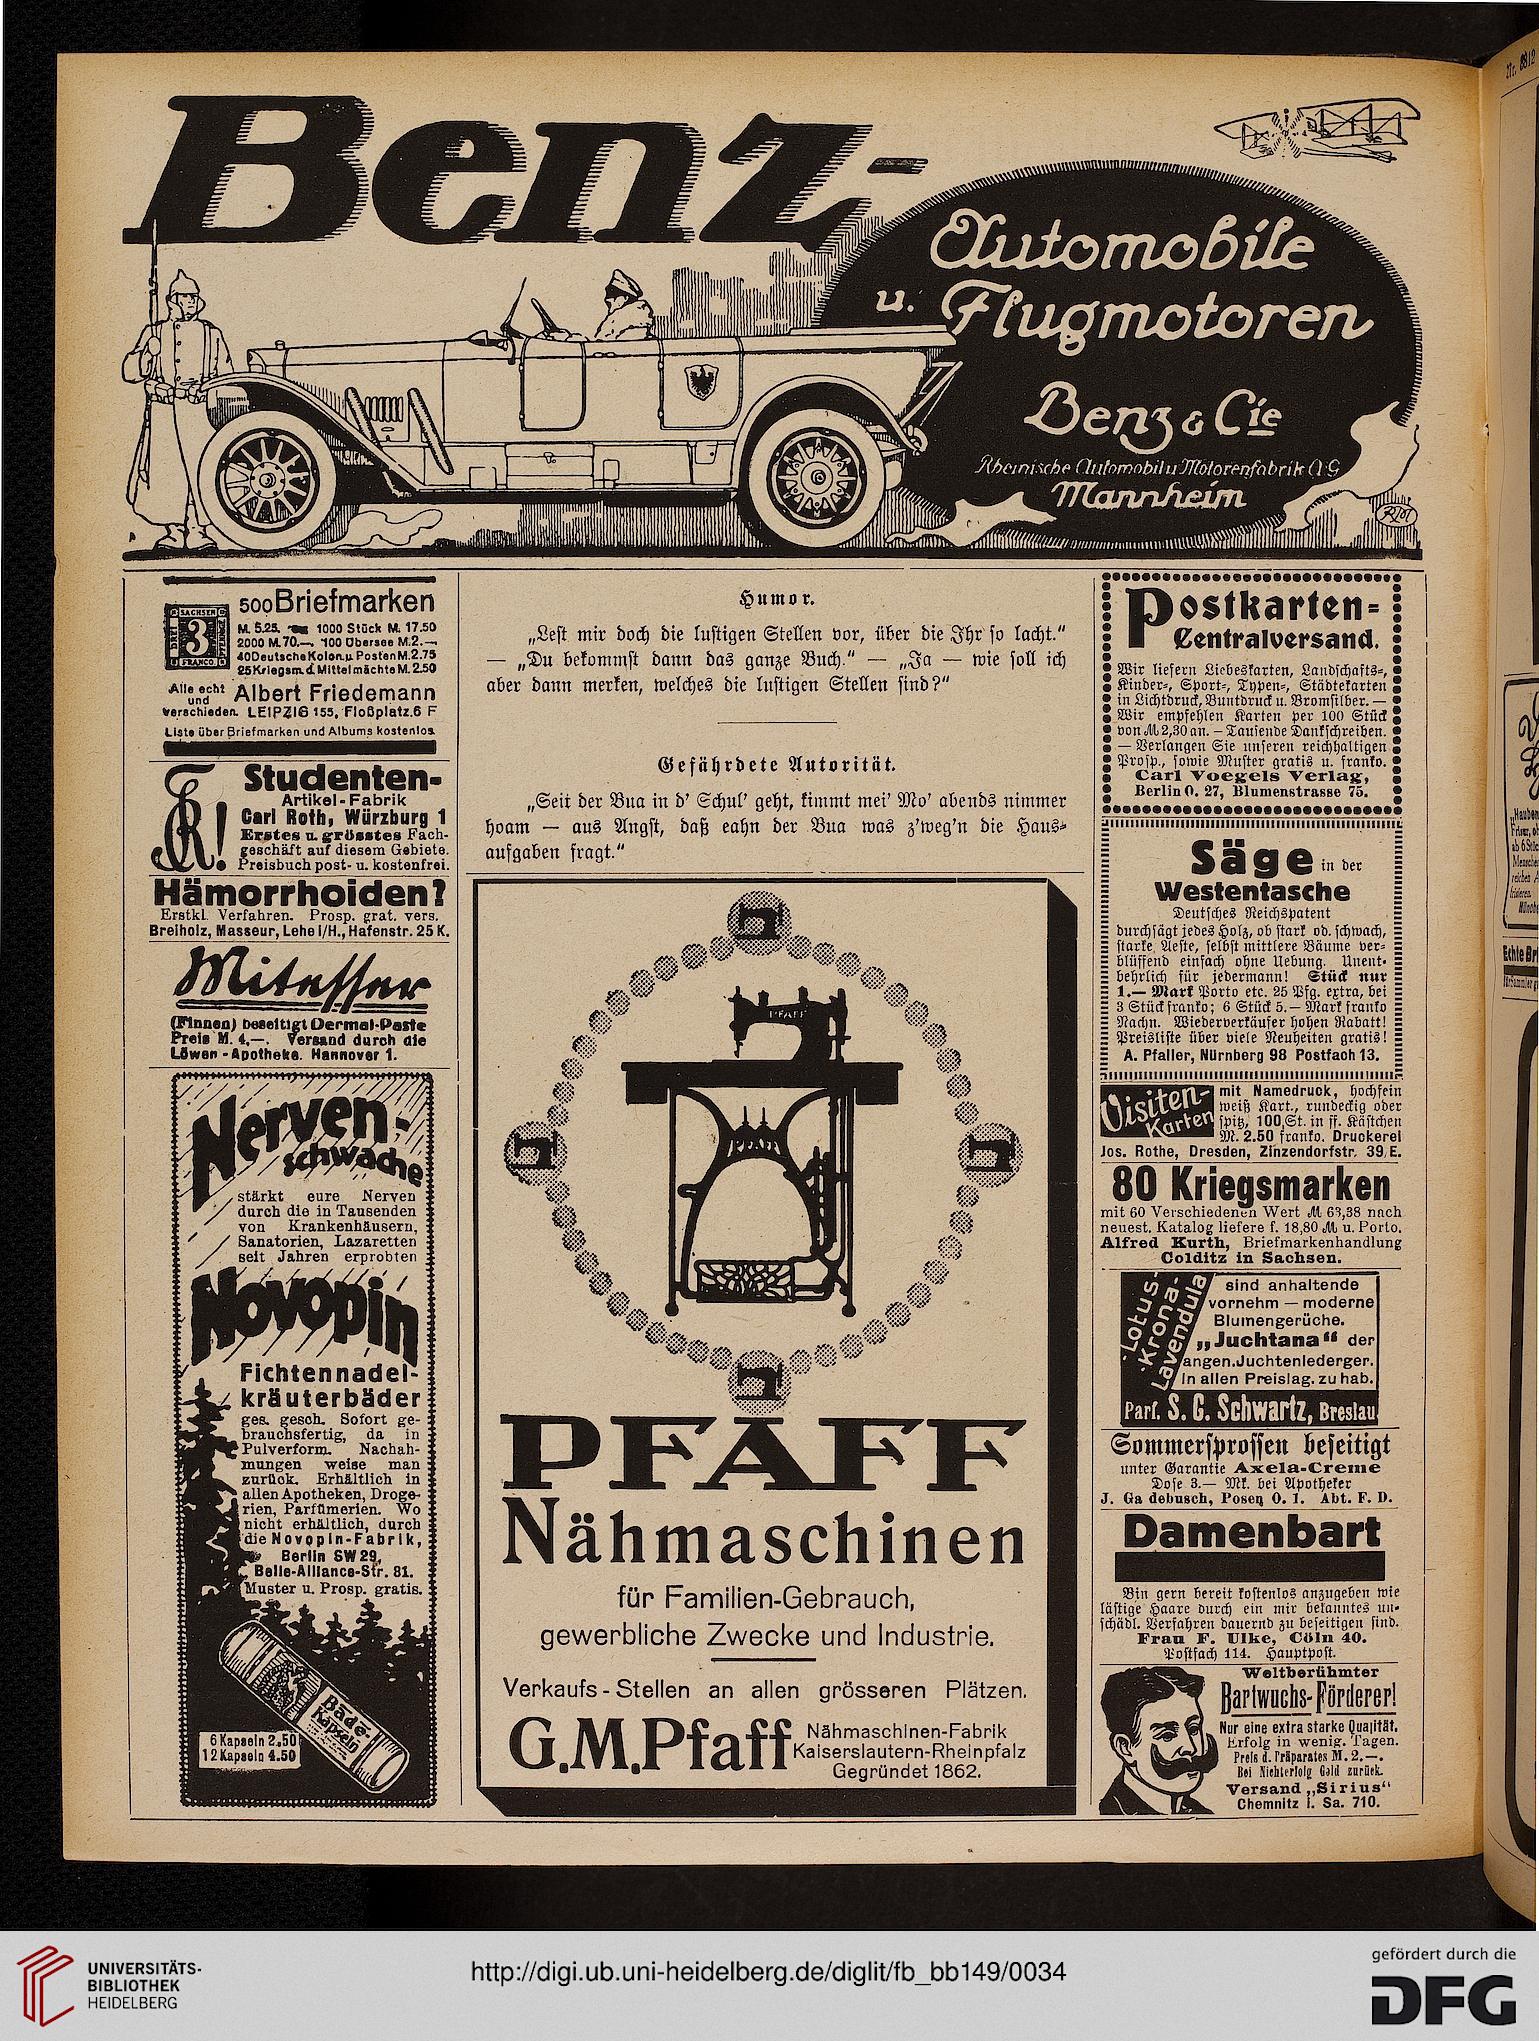 Benz-
Automobile
u. Flugmotoren
Benz & Cie
Rheinische Automobil u Motorenfabrik A G
Mannheim
SACHSEN
DREI
3
PFENNIGE
FRANCO
500 Briefmarken
M. 5.25. 1000 Stück M. 17.50
2000 M. 70.—. 100 Übersee M. 2.—.
40 Deutsche Kolon. u. Posten M. 2.75
25 Kriegsm. d. Mittelmächte M. 2.50
Alle echt und verschieden. Albert Friedemann
LEIPZIG 155, Floßplatz. 6 F
Liste über Briefmarken und Albums kostenlos.
Studenten-
Artikel-Fabrik
Carl Roth, Würzburg 1
Erstes u. grösstes Fach-
geschäft auf diesem Gebiete.
Preisbuch post- u. kostenfrei.
Hämorrhoiden?
Erstkl. Verfahren. Prosp. grat. vers.
Breiholz, Masseur, Lehe i/H., Hafenstr. 25 K.
Mitesser
(Finnen) beseitigt Dermal-Paste
Preis M. 4,—. Versand durch die
Löwen-Apotheke. Hannover 1.
Nerven-
schwäche
stärkt eure Nerven
durch die in Tausenden
von Krankenhäusern,
Sanatorien, Lazaretten
seit Jahren erprobten
Novopin
Fichtennadel-
kräuterbäder
ges. gesch. Sofort ge-
brauchsfertig, da in
Pulverform. Nachah-
mungen weise man
zurück. Erhältlich in
allen Apotheken, Droge-
rien, Parfümerien. Wo
nicht erhältlich, durch
die Novopin-Fabrik,
Berlin SW 29,
Belle-Alliance-Str. 81.
Muster u. Prosp. gratis.
Bäde-
Kapseln
6 Kapseln 2.50
12 Kapseln 4.50
Humor.
„Lest mir doch die lustigen Stellen vor, über die Ihr so lacht."
— „Du bekommst dann das ganze Buch." — „Ja — wie soll ich
aber dann merken, welches die lustigen Stellen sind?"
Gefährdete Autorität.
„Seit der Bua in d' Schul' geht, kimmt mei' Mo' abends nimmer
hoam — aus Angst, daß eahn der Bua was z'weg'n die Haus-
aufgaben fragt."
PFAFF
PFAFF
PFAFF
Nähmaschinen
für Familien-Gebrauch,
gewerbliche Zwecke und Industrie.
Verkaufs-Stellen an allen grösseren Plätzen.
G.M.Pfaff Nähmaschinen-Fabrik
Kaiserslautern-Rheinpfalz
Gegründet 1862.
Postkarten-
Zentralversand.
Wir liefern Liebeskarten, Landschafts-,
Kinder-, Sport-, Typen-, Städtekarten
in Lichtdruck, Buntdruck u. Bromsilber. —
Wir empfehlen Karten per 100 Stück
von ℳ 2,30 an. — Tausende Dankschreiben.
— Verlangen Sie unseren reichhaltigen
Prosp., sowie Muster gratis u. franko.
Carl Voegels Verlag,
Berlin O. 27, Blumenstrasse 75.
Säge in der
Westentasche
Deutsches Reichspatent
durchsägt jedes Holz, ob stark od. schwach,
starke Aeste, selbst mittlere Bäume ver-
blüffend einfach ohne Uebung. Unent-
behrlich für jedermann! Stück nur
1.— Mark Porto etc. 25 Pfg. extra, bei
3 Stück franko; 6 Stück 5.— Mark franko
Nachn. Wiederverkäufer hohen Rabatt!
Preisliste über viele Neuheiten gratis!
A. Pfaller, Nürnberg 98 Postfach 13.
Visiten-
Karten
mit Namedruck, hochfein
weiß Kart., rundeckig oder
spitz, 100 St. in ff. Kästchen
M. 2.50 franko. Druckerei
Jos. Rothe, Dresden, Zinzendorfstr. 39 E.
80 Kriegsmarken
mit 60 Verschiedenen Wert ℳ 63,38 nach
neuest. Katalog liefere f. 18,80 ℳ u. Porto.
Alfred Kurth, Briefmarkenhandlung
Colditz in Sachsen.
Lotus-
Krona-
Lavendula
sind anhaltende
vornehm — moderne
Blumengerüche.
„Juchtana" der
angen. Juchtenlederger.
In allen Preislag. zu hab.
Parf. S. G. Schwartz, Breslau
Sommersprossen beseitigt
unter Garantie Axela-Creme
Dose 3.— Mk. bei Apotheker
J. Gadebusch, Posen O. 1. Abt. F. D.
Damenbart
Bin gern bereit kostenlos anzugeben wie
lästige Haare durch ein mir bekanntes un-
schädl. Verfahren dauernd zu beseitigen sind.
Frau F. Ulke, Cöln 40.
Postfach 114. Hauptpost.
Weltberühmter
Bartwuchs-Förderer!
Nur eine extra starke Qualität.
Erfolg in wenig. Tagen.
Preis d. Präparates M. 2.—.
Bei Nichterfolg Geld zurück.
Versand „Sirius"
Chemnitz i. Sa. 710.
UNIVERSITÄTS-
BIBLIOTHEK
HEIDELBERG
http://digi.ub.uni-heidelberg.de/diglit/fb_bb149/0034
gefördert durch die
DFG